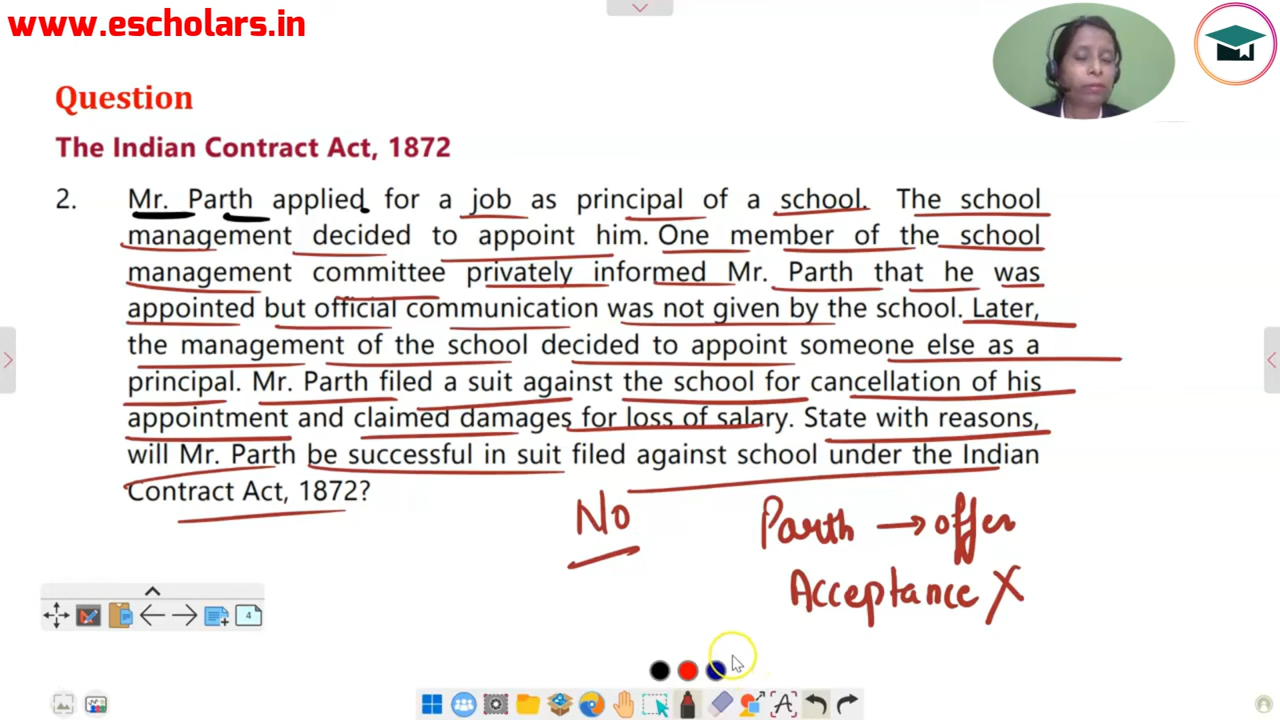 www.escholars.in
Question
The Indian Contract Act, 1872
2. Mr. Parth applied for a job as principal of a school. The school
management decided to appoint him. One member of the school
management committee privately informed Mr. Parth that he was
appointed but official communication was not given by the school. Later,
the management of the school decided to appoint someone else as a
principal. Mr. Parth filed a suit against the school for cancellation of his
appointment and claimed damages for loss of salary. State with reasons,
will Mr. Parth be successful in suit filed against school under the Indian
Contract Act, 1872?
No
Parth → offer
Acceptance X
4